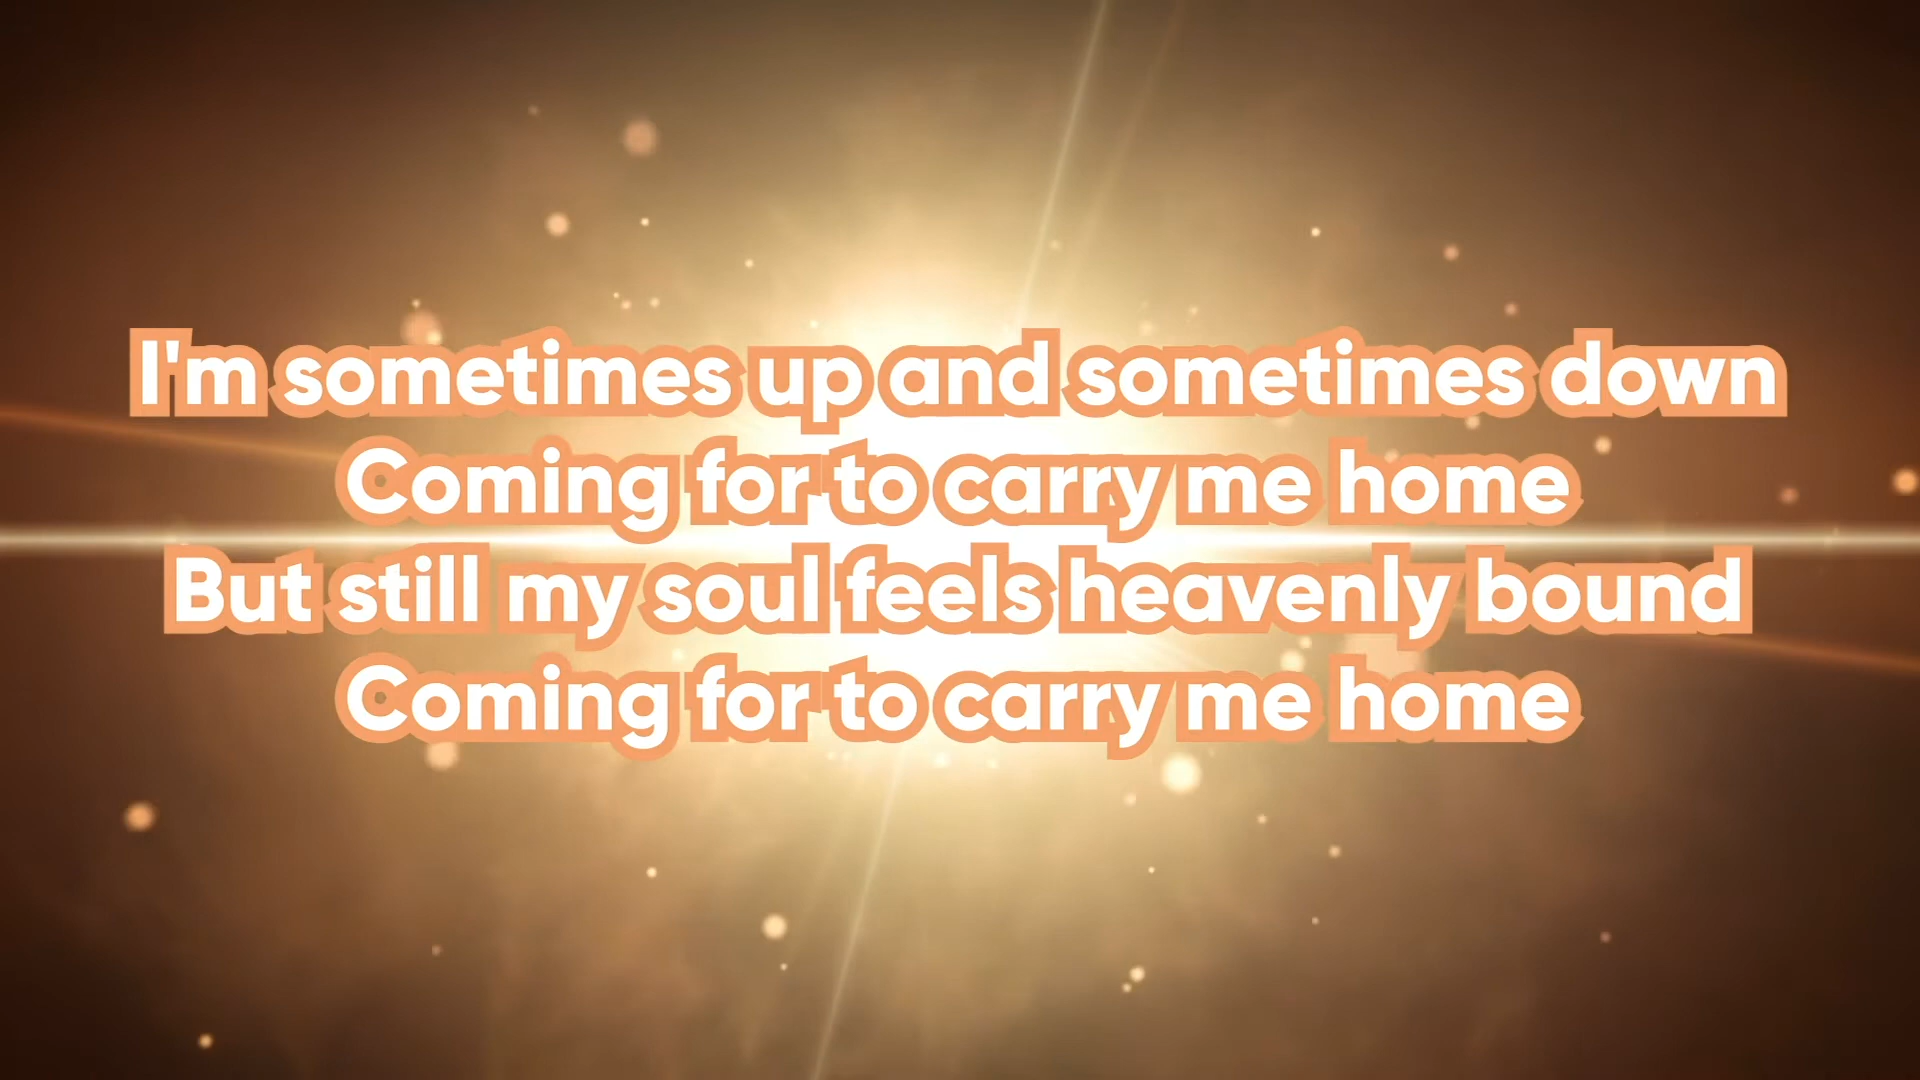 I'm sometimes up and sometimes down
Coming for to carry me home
But still my soul feels heavenly bound
Coming for to carry me home